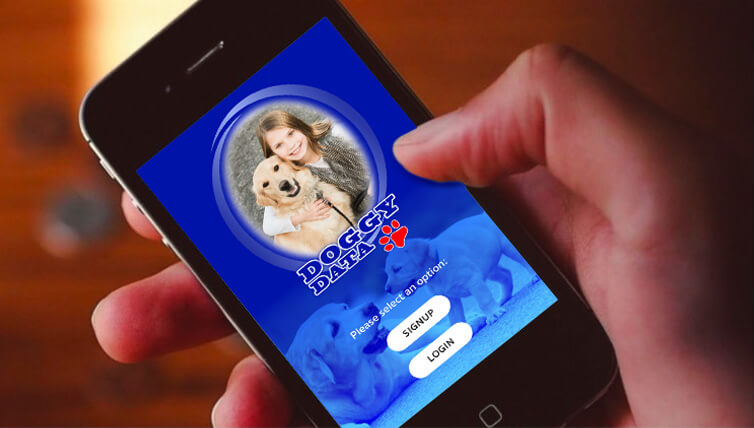 DOGGY
DATA
Please select an option:
SIGNUP
LOGIN